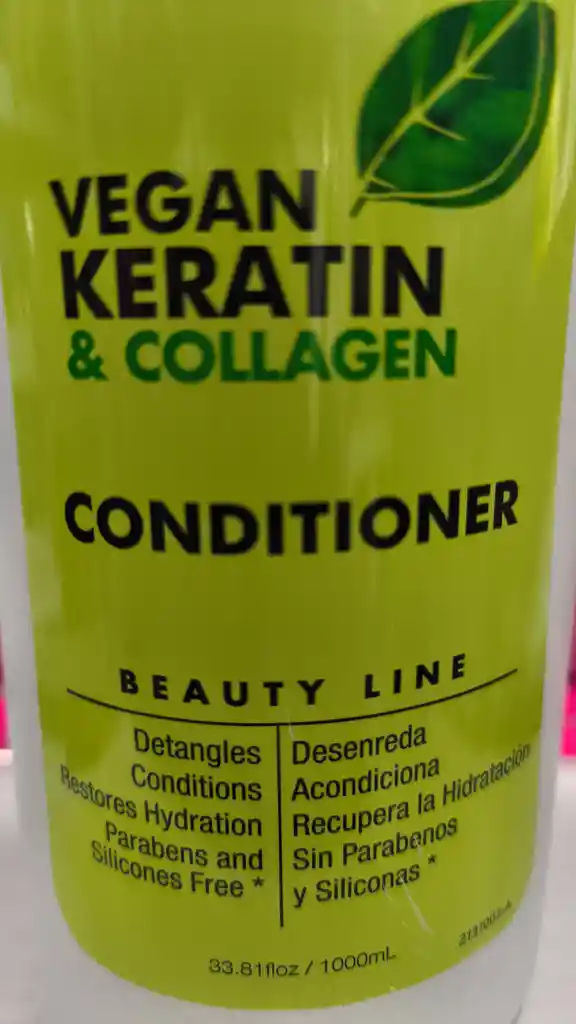 VEGAN
KERATIN
& COLLAGEN
CONDITIONER
BEAUTY LINE
Detangles
Conditions
Restores Hydration
Parabens and
Silicones Free *
Desenreda
Acondiciona
Recupera la Hidratación
Sin Parabenos
y Siliconas *
33.81floz / 1000mL